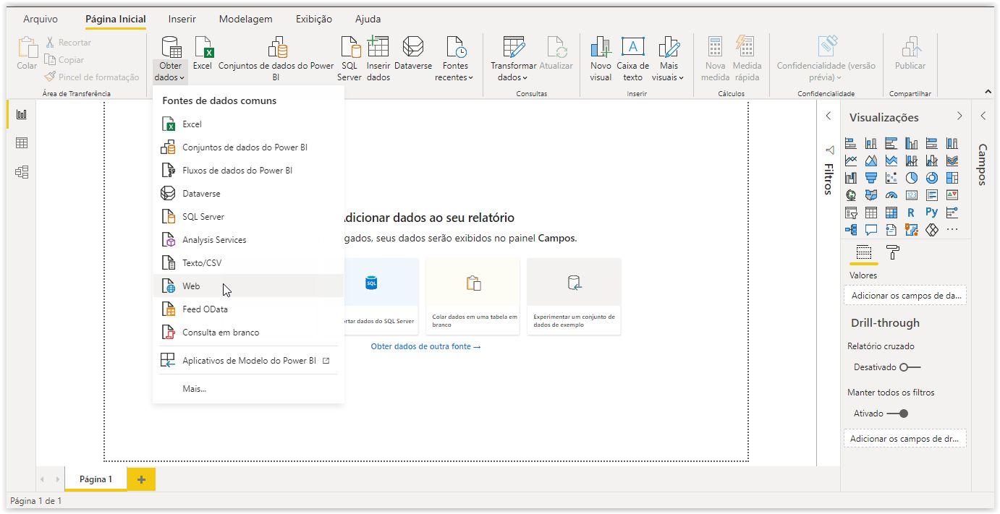 Arquivo Página Inicial Inserir Modelagem Exibição Ajuda
Colar
Recortar
Copiar
Pincel de formatação
Área de Transferência
Obter
dados
Excel
Conjuntos de dados do Power
BI
SQL
Server
Inserir
dados
Dataverse
Fontes
recentes
Transformar
dados
Atualizar
Consultas
Novo
visual
Caixa de
texto
Mais
visuais
Inserir
Nova
medida
Medida
rápida
Cálculos
Confidencialidade (versão
prévia)
Confidencialidade
Publicar
Compartilhar
Fontes de dados comuns
Excel
Conjuntos de dados do Power BI
Fluxos de dados do Power BI
Dataverse
SQL Server
Analysis Services
Texto/CSV
Web
Feed OData
Consulta em branco
Aplicativos de Modelo do Power BI
Mais...
dicionar dados ao seu relatório
gados, seus dados serão exibidos no painel Campos.
SQL
rtar dados do SQL Server
Colar dados em uma tabela em
branco
Experimentar um conjunto de
dados de exemplo
Obter dados de outra fonte →
Filtros
Visualizações
123
R
Py
...
Valores
Adicionar os campos de da...
Drill-through
Relatório cruzado
Desativado
Manter todos os filtros
Ativado
Adicionar os campos de dr...
Campos
Página 1
+
Página 1 de 1